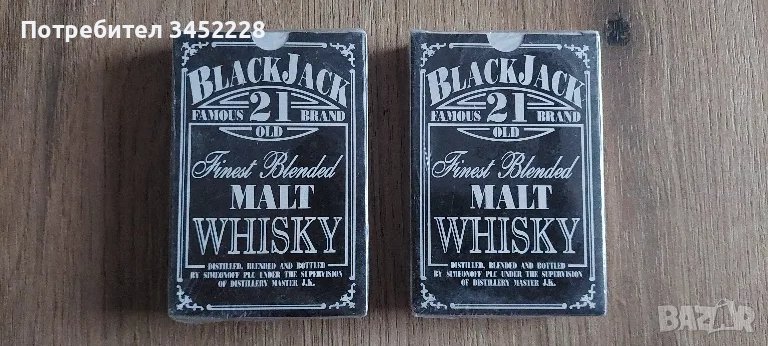 Потребител 3452228
BLACKJACK
FAMOUS 21 BRAND
OLD
Finest Blended
MALT
WHISKY
DISTILLED, BLENDED AND BOTTLED
BY SIMEONOFF PLC UNDER THE SUPERVISION
OF DISTILLERY MASTER J.K.
BLACKJACK
FAMOUS 21 BRAND
OLD
Finest Blended
MALT
WHISKY
DISTILLED, BLENDED AND BOTTLED
BY SIMEONOFF PLC UNDER THE SUPERVISION
OF DISTILLERY MASTER J.K.
BAZAR